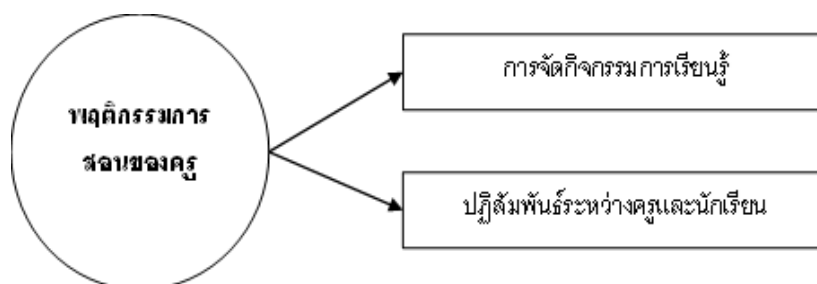 พฤติกรรมการ
สอนของครู
การจัดกิจกรรมการเรียนรู้
ปฏิสัมพันธ์ระหว่างครูและนักเรียน